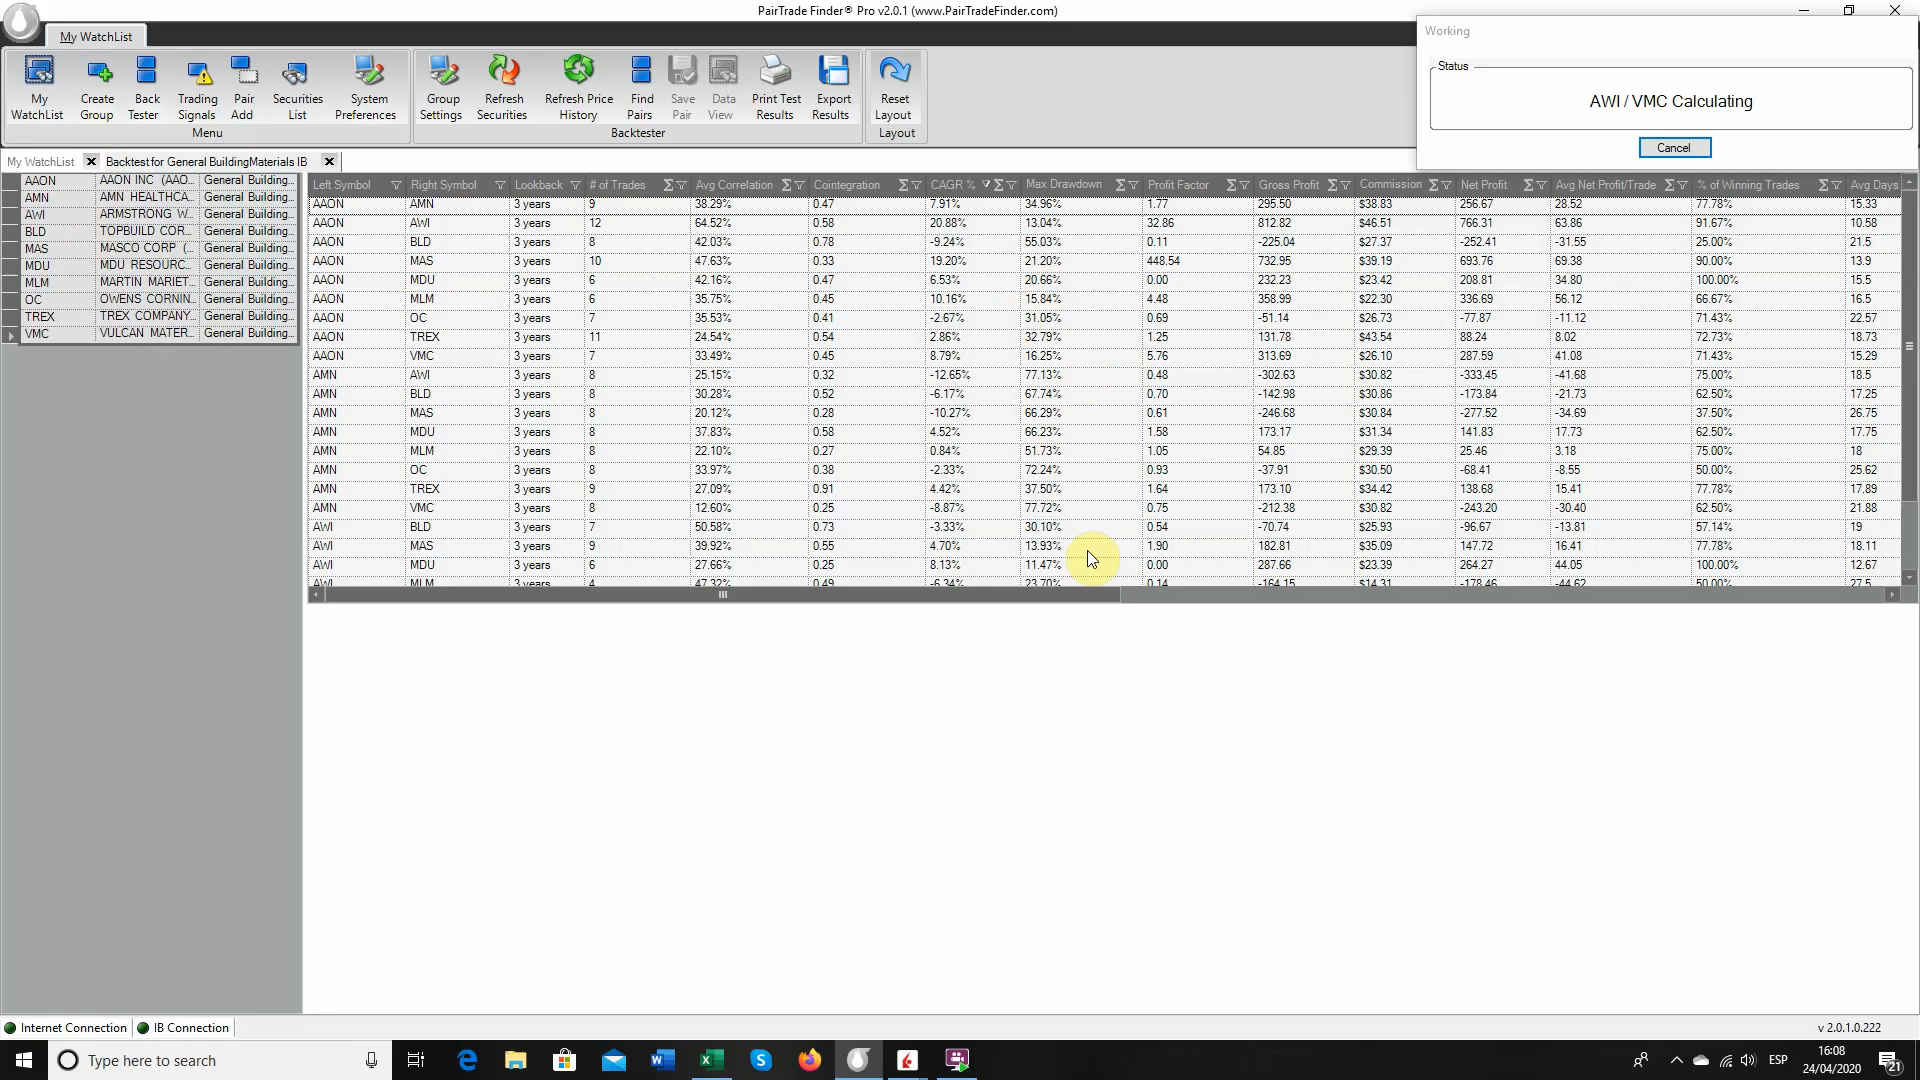 PairTrade Finder® Pro v2.0.1 (www.PairTradeFinder.com)
My WatchList
My WatchList
Create Group
Back Tester
Trading Signals
Pair Add
Securities List
System Preferences
Menu
Group Settings
Refresh Securities
Refresh Price History
Find Pairs
Save Pair
Data View
Print Test Results
Export Results
Backtester
Reset Layout
Layout
Working
Status
AWI / VMC Calculating
Cancel
My WatchList
Backtest for General BuildingMaterials IB
AAON AAON INC (AAO... General Building...
AMN AMN HEALTHCA... General Building...
AWI ARMSTRONG W... General Building...
BLD TOPBUILD COR... General Building...
MAS MASCO CORP (... General Building...
MDU MDU RESOURC... General Building...
MLM MARTIN MARIET... General Building...
OC OWENS CORNIN... General Building...
TREX TREX COMPANY... General Building...
VMC VULCAN MATER... General Building...
Left Symbol Right Symbol Lookback # of Trades Avg Correlation Cointegration CAGR % Max Drawdown Profit Factor Gross Profit Commission Net Profit Avg Net Profit/Trade % of Winning Trades Avg Days
AAON AMN 3 years 9 38.29% 0.47 7.91% 34.96% 1.77 295.50 $38.83 256.67 28.52 77.78% 15.33
AAON AWI 3 years 12 64.52% 0.58 20.88% 13.04% 32.86 812.82 $46.51 766.31 63.86 91.67% 10.58
AAON BLD 3 years 8 42.03% 0.78 -9.24% 55.03% 0.11 -225.04 $27.37 -252.41 -31.55 25.00% 21.5
AAON MAS 3 years 10 47.63% 0.33 19.20% 21.20% 448.54 732.95 $39.19 693.76 69.38 90.00% 13.9
AAON MDU 3 years 6 42.16% 0.47 6.53% 20.66% 0.00 232.23 $23.42 208.81 34.80 100.00% 15.5
AAON MLM 3 years 6 35.75% 0.45 10.16% 15.84% 4.48 358.99 $22.30 336.69 56.12 66.67% 16.5
AAON OC 3 years 7 35.53% 0.41 -2.67% 31.05% 0.69 -51.14 $26.73 -77.87 -11.12 71.43% 22.57
AAON TREX 3 years 11 24.54% 0.54 2.86% 32.79% 1.25 131.78 $43.54 88.24 8.02 72.73% 18.73
AAON VMC 3 years 7 33.49% 0.45 8.79% 16.25% 5.76 313.69 $26.10 287.59 41.08 71.43% 15.29
AMN AWI 3 years 8 25.15% 0.32 -12.65% 77.13% 0.48 -302.63 $30.82 -333.45 -41.68 75.00% 18.5
AMN BLD 3 years 8 30.28% 0.52 -6.17% 67.74% 0.70 -142.98 $30.86 -173.84 -21.73 62.50% 17.25
AMN MAS 3 years 8 20.12% 0.28 -10.27% 66.29% 0.61 -246.68 $30.84 -277.52 -34.69 37.50% 26.75
AMN MDU 3 years 8 37.83% 0.58 4.52% 66.23% 1.58 173.17 $31.34 141.83 17.73 62.50% 17.75
AMN MLM 3 years 8 22.10% 0.27 0.84% 51.73% 1.05 54.85 $29.39 25.46 3.18 75.00% 18
AMN OC 3 years 8 33.97% 0.38 -2.33% 72.24% 0.93 -37.91 $30.50 -68.41 -8.55 50.00% 25.62
AMN TREX 3 years 9 27.09% 0.91 4.42% 37.50% 1.64 173.10 $34.42 138.68 15.41 77.78% 17.89
AMN VMC 3 years 8 12.60% 0.25 -8.87% 77.72% 0.75 -212.38 $30.82 -243.20 -30.40 62.50% 21.88
AWI BLD 3 years 7 50.58% 0.73 -3.33% 30.10% 0.54 -70.74 $25.93 -96.67 -13.81 57.14% 19
AWI MAS 3 years 9 39.92% 0.55 4.70% 13.93% 1.90 182.81 $35.09 147.72 16.41 77.78% 18.11
AWI MDU 3 years 6 27.66% 0.25 8.13% 11.47% 0.00 287.66 $23.39 264.27 44.05 100.00% 12.67
AWI MLM 3 years 4 47.32% 0.49 -6.34% 23.70% 0.14 -164.15 $14.31 -178.46 -44.62 50.00% 27.5
Internet Connection IB Connection
v 2.0.1.0.222
Type here to search
ESP
16:08
24/04/2020
21